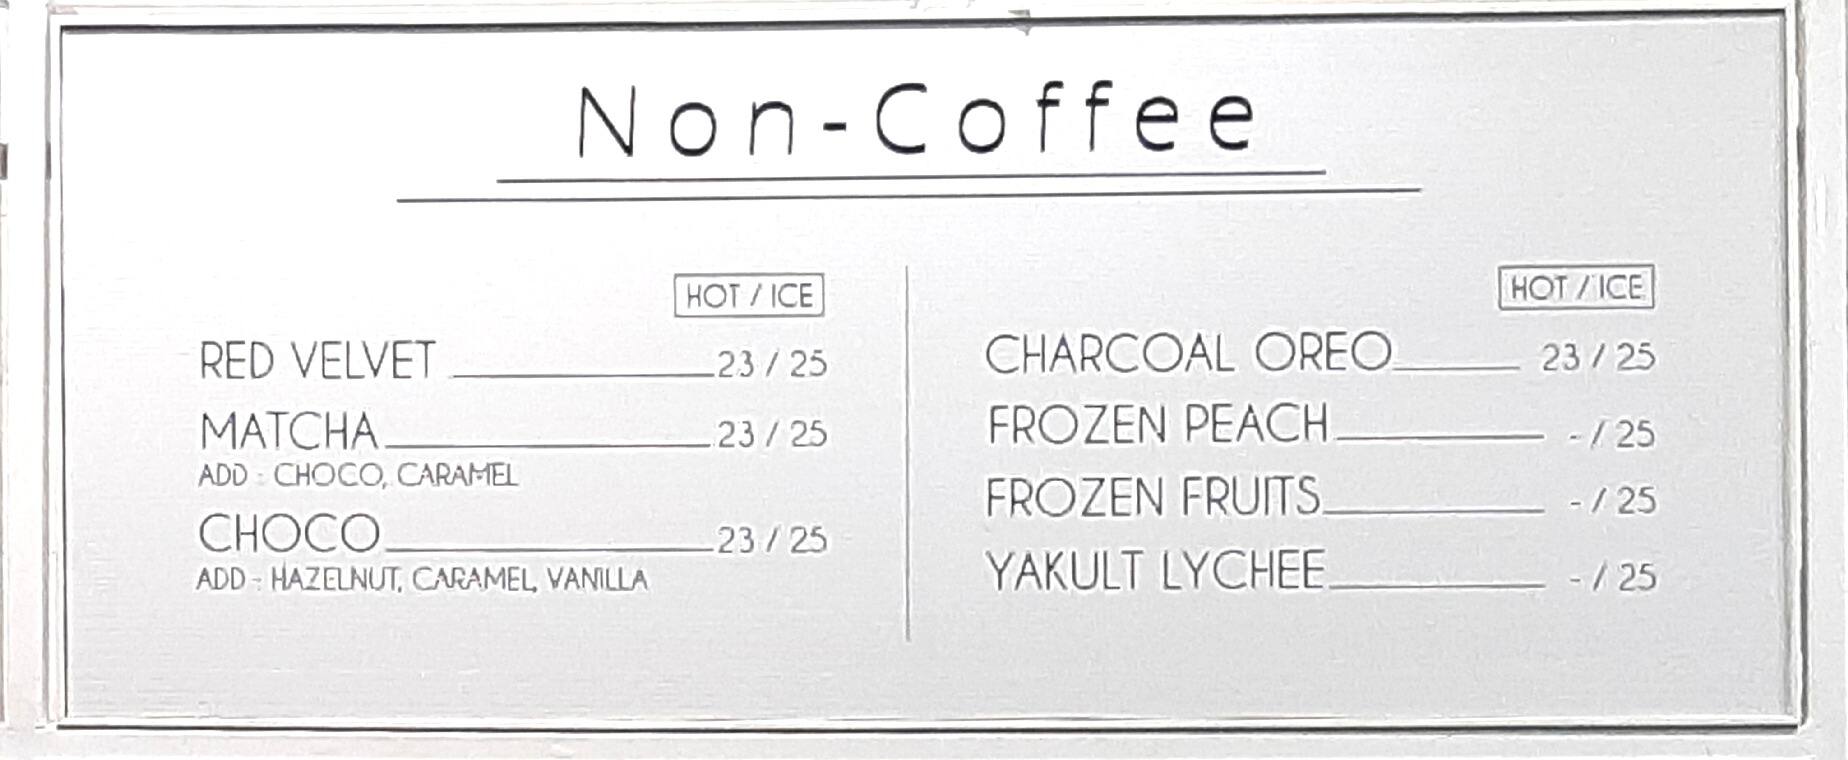 Non-Coffee
HOT / ICE
RED VELVET 23 / 25
MATCHA 23 / 25
ADD - CHOCO, CARAMEL
CHOCO 23 / 25
ADD - HAZELNUT, CARAMEL, VANILLA
HOT / ICE
CHARCOAL OREO 23 / 25
FROZEN PEACH - / 25
FROZEN FRUITS - / 25
YAKULT LYCHEE - / 25